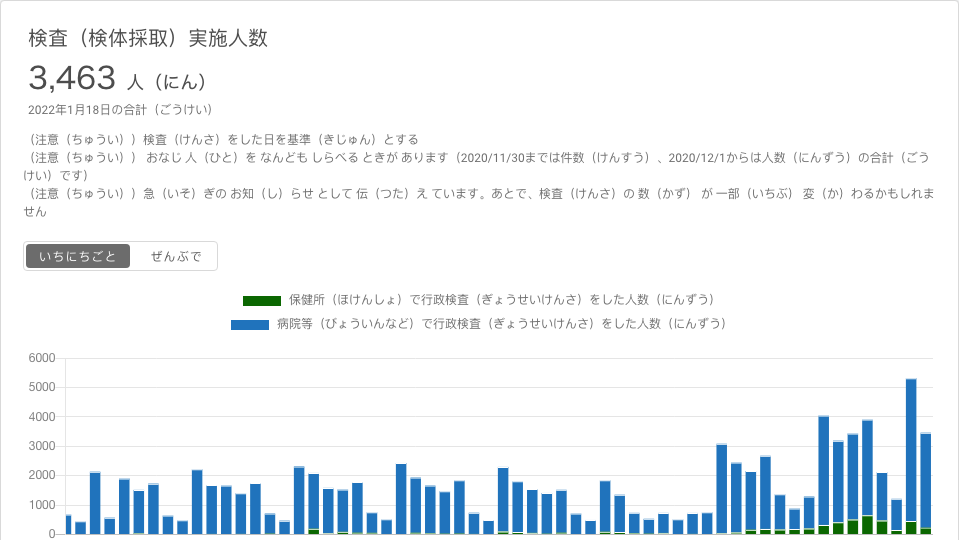 検査（検体採取）実施人数
3,463 人（にん）
2022年1月18日の合計（ごうけい）
（注意（ちゅうい））検査（けんさ）をした日を基準（きじゅん）とする
（注意（ちゅうい）） おなじ 人（ひと）を なんども しらべる ときが あります（2020/11/30までは件数（けんすう）、2020/12/1からは人数（にんずう）の合計（ごう
けい）です）
（注意（ちゅうい））急（いそ）ぎの お知（し）らせ として 伝（つた）え ています。あとで、検査（けんさ）の 数（かず） が 一部（いちぶ） 変（か）わるかもしれま
せん
いちにちごと ぜんぶで
保健所（ほけんしょ）で行政検査（ぎょうせいけんさ）をした人数（にんずう）
病院等（びょういんなど）で行政検査（ぎょうせいけんさ）をした人数（にんずう）
6000
5000
4000
3000
2000
1000
0